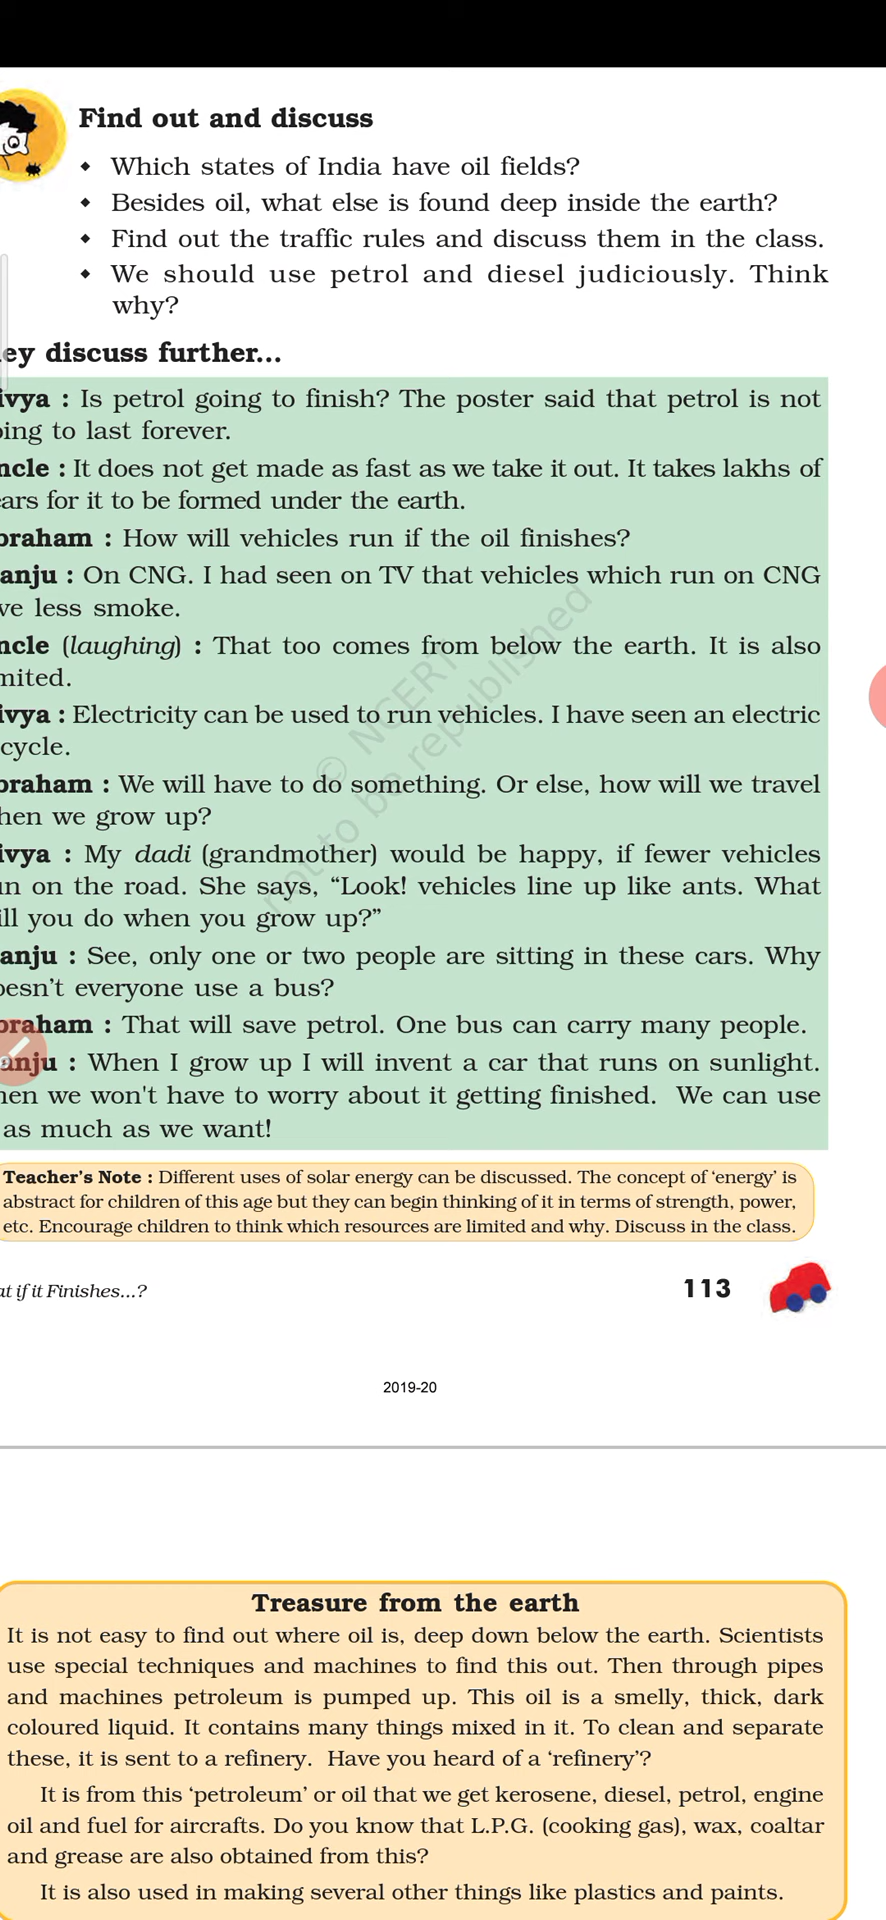 Find out and discuss
◆ Which states of India have oil fields?
◆ Besides oil, what else is found deep inside the earth?
◆ Find out the traffic rules and discuss them in the class.
◆ We should use petrol and diesel judiciously. Think
why?
ey discuss further...
ivya : Is petrol going to finish? The poster said that petrol is not
ing to last forever.
ncle : It does not get made as fast as we take it out. It takes lakhs of
ars for it to be formed under the earth.
braham : How will vehicles run if the oil finishes?
anju : On CNG. I had seen on TV that vehicles which run on CNG
ve less smoke.
ncle (laughing) : That too comes from below the earth. It is also
mited.
ivya : Electricity can be used to run vehicles. I have seen an electric
cycle.
braham : We will have to do something. Or else, how will we travel
hen we grow up?
ivya : My dadi (grandmother) would be happy, if fewer vehicles
n on the road. She says, “Look! vehicles line up like ants. What
ill you do when you grow up?”
anju : See, only one or two people are sitting in these cars. Why
oesn’t everyone use a bus?
braham : That will save petrol. One bus can carry many people.
anju : When I grow up I will invent a car that runs on sunlight.
hen we won't have to worry about it getting finished. We can use
as much as we want!
© NCERT
not to be republished
Teacher’s Note : Different uses of solar energy can be discussed. The concept of ‘energy’ is
abstract for children of this age but they can begin thinking of it in terms of strength, power,
etc. Encourage children to think which resources are limited and why. Discuss in the class.
at if it Finishes...?
113
2019-20
Treasure from the earth
It is not easy to find out where oil is, deep down below the earth. Scientists
use special techniques and machines to find this out. Then through pipes
and machines petroleum is pumped up. This oil is a smelly, thick, dark
coloured liquid. It contains many things mixed in it. To clean and separate
these, it is sent to a refinery. Have you heard of a ‘refinery’?
It is from this ‘petroleum’ or oil that we get kerosene, diesel, petrol, engine
oil and fuel for aircrafts. Do you know that L.P.G. (cooking gas), wax, coaltar
and grease are also obtained from this?
It is also used in making several other things like plastics and paints.